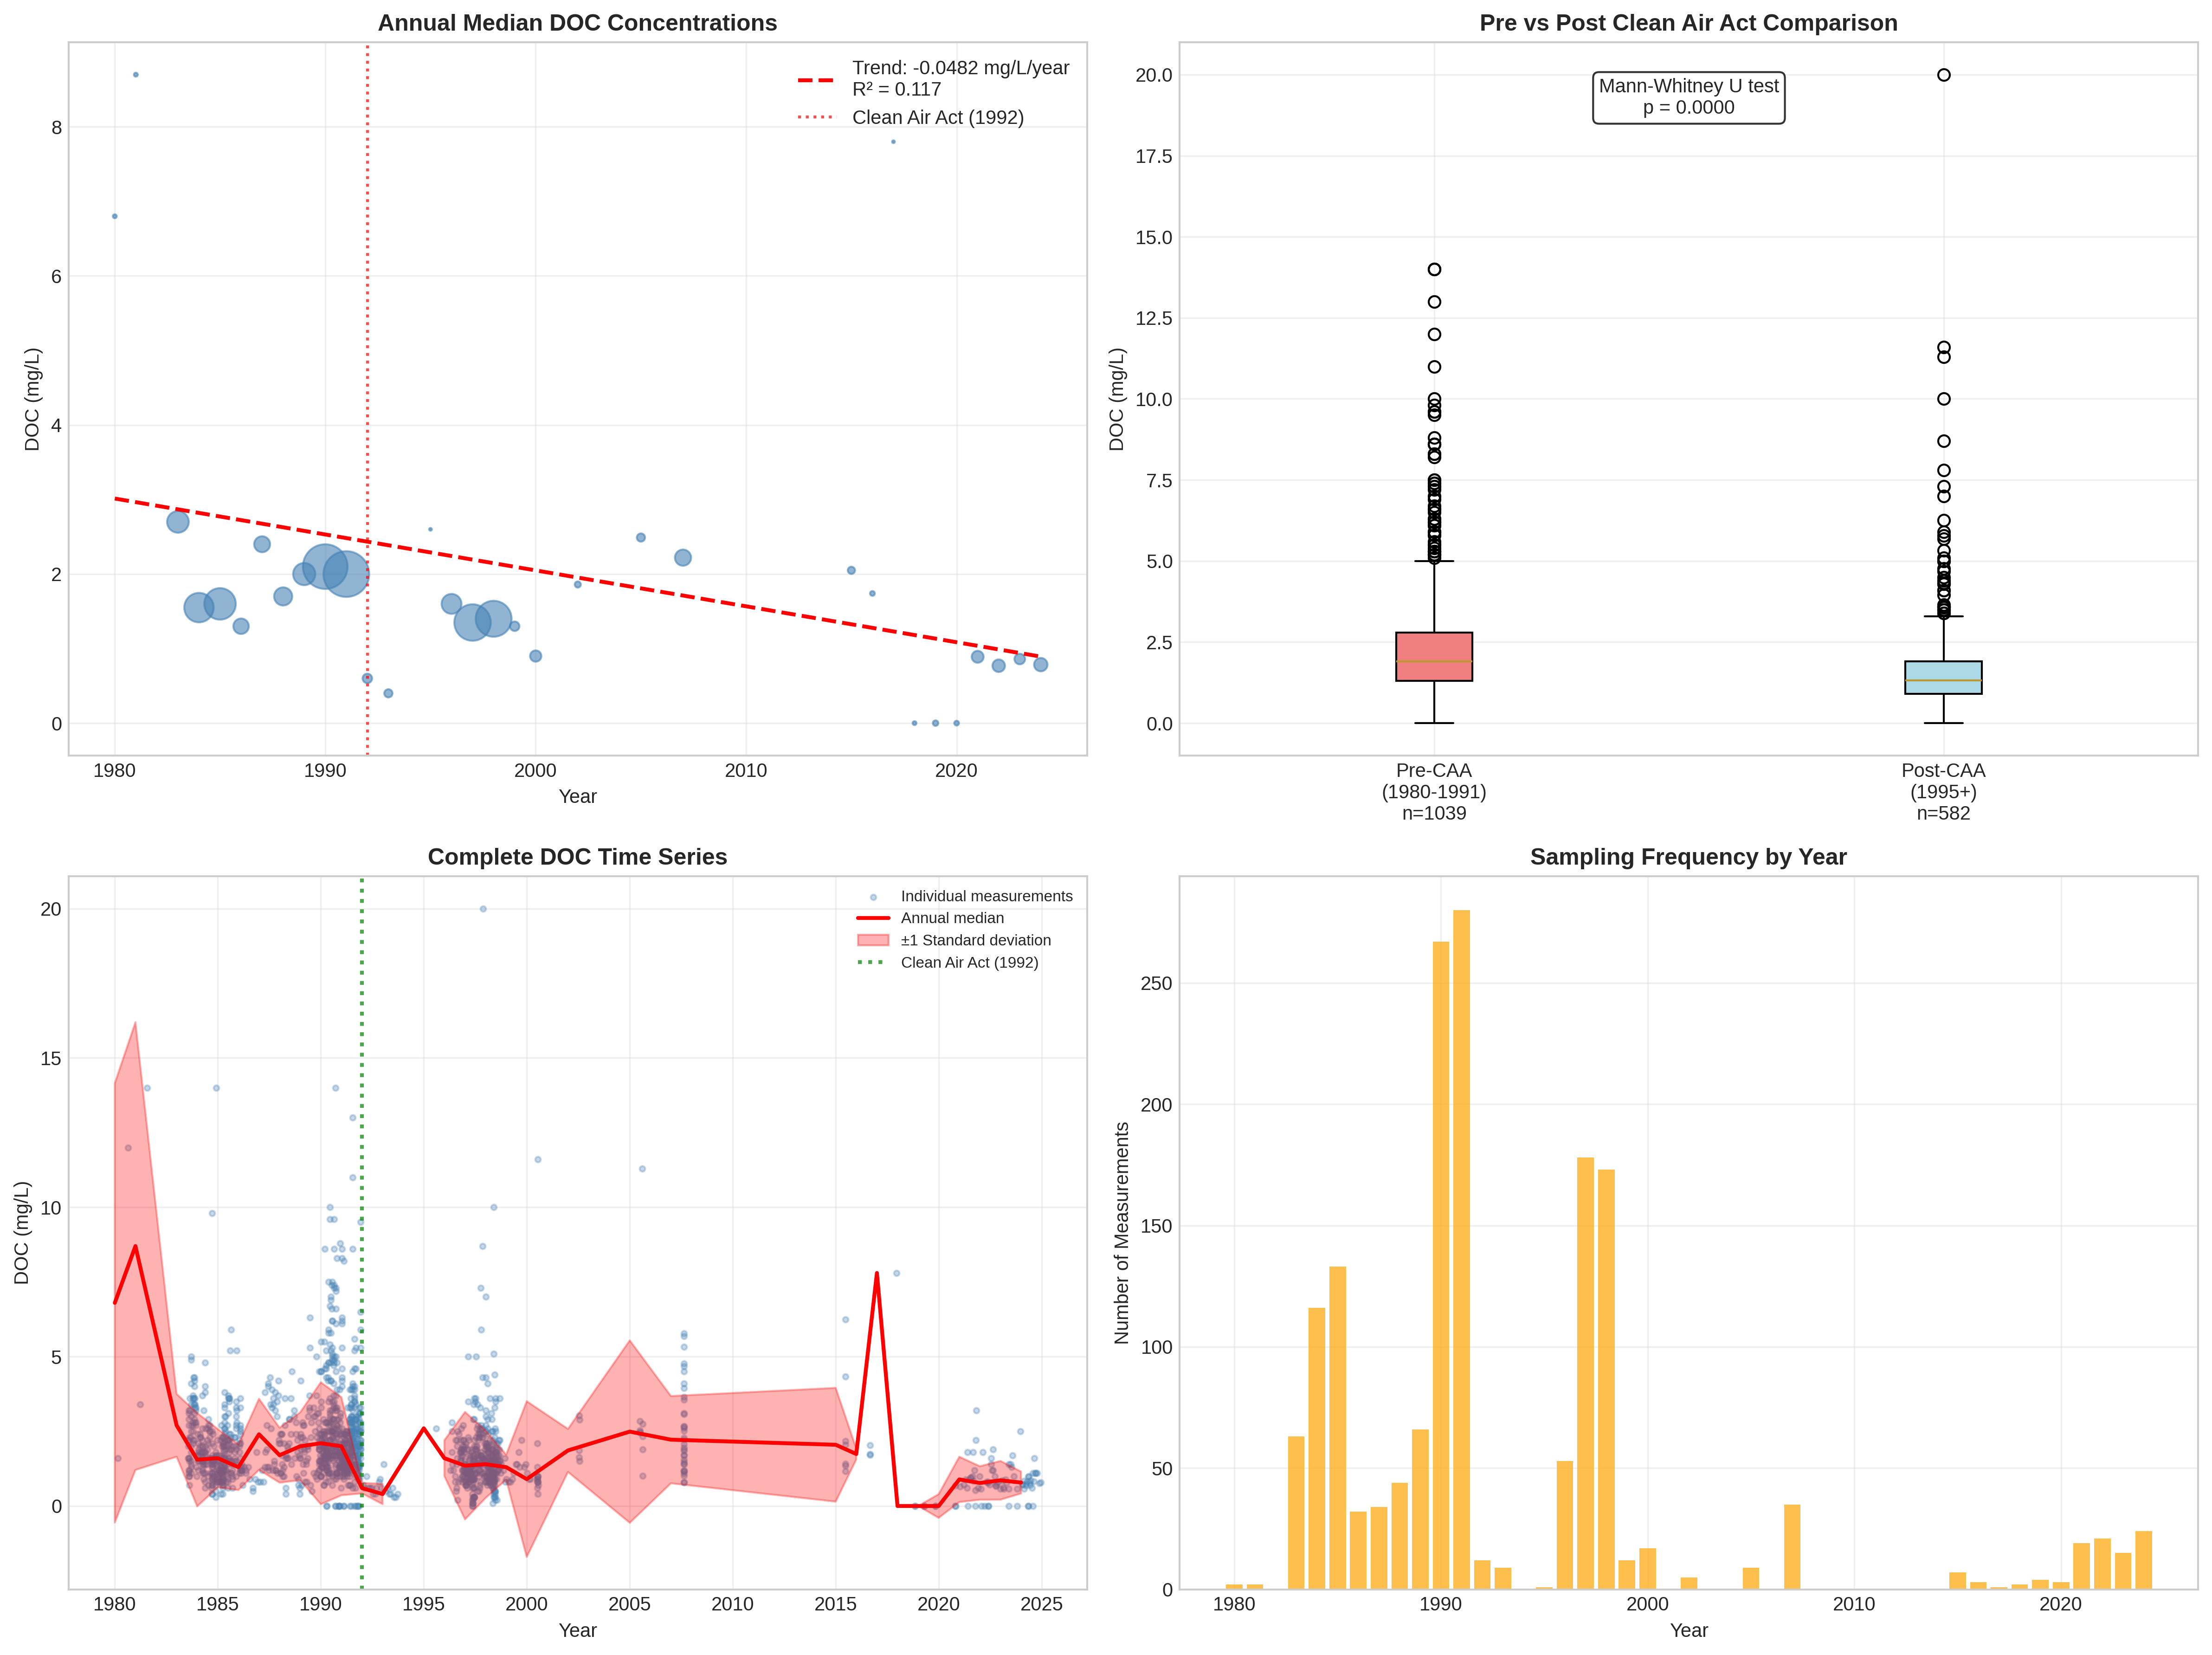 Annual Median DOC Concentrations
Trend: -0.0482 mg/L/year
R² = 0.117
Clean Air Act (1992)
DOC (mg/L)
8
6
4
2
0
1980
1990
2000
2010
2020
Year
Pre vs Post Clean Air Act Comparison
Mann-Whitney U test
p = 0.0000
DOC (mg/L)
20.0
17.5
15.0
12.5
10.0
7.5
5.0
2.5
0.0
Pre-CAA
(1980-1991)
n=1039
Post-CAA
(1995+)
n=582
Complete DOC Time Series
Individual measurements
Annual median
±1 Standard deviation
Clean Air Act (1992)
DOC (mg/L)
20
15
10
5
0
1980
1985
1990
1995
2000
2005
2010
2015
2020
2025
Year
Sampling Frequency by Year
Number of Measurements
250
200
150
100
50
0
1980
1990
2000
2010
2020
Year